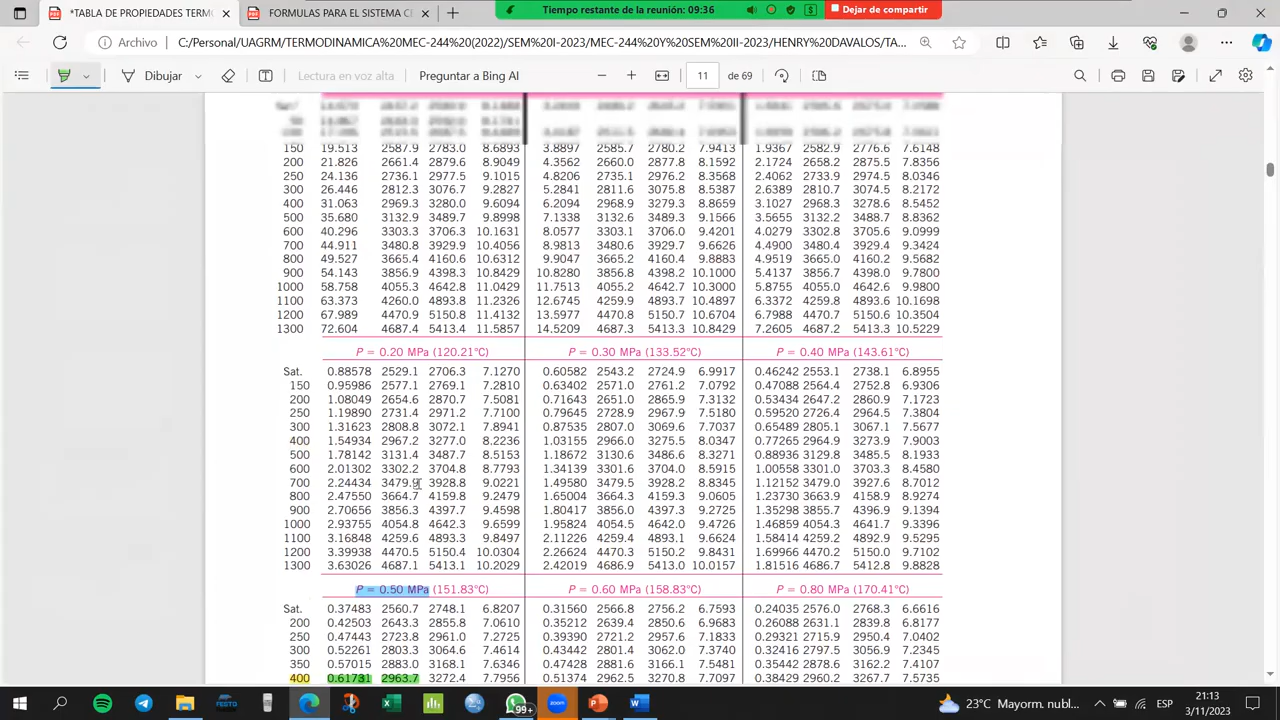 *TABLA DE PROPIEDADES TERMO
FORMULAS PARA EL SISTEMA CE
Tiempo restante de la reunión: 09:36
Dejar de compartir
Archivo
C:/Personal/UAGRM/TERMODINAMICA%20MEC-244%20(2022)/SEM%20I-2023/MEC-244%20Y%20SEM%20II-2023/HENRY%20DAVALOS/TA...
Dibujar
Lectura en voz alta
Preguntar a Bing AI
11
de 69
150 19.513 2587.9 2783.0 8.6893 3.8897 2585.7 2780.2 7.9413 1.9367 2582.9 2776.6 7.6148
200 21.826 2661.4 2879.6 8.9049 4.3562 2660.0 2877.8 8.1592 2.1724 2658.2 2875.5 7.8356
250 24.136 2736.1 2977.5 9.1015 4.8206 2735.1 2976.2 8.3568 2.4062 2733.9 2974.5 8.0346
300 26.446 2812.3 3076.7 9.2827 5.2841 2811.6 3075.8 8.5387 2.6389 2810.7 3074.5 8.2172
400 31.063 2969.3 3280.0 9.6094 6.2094 2968.9 3279.3 8.8659 3.1027 2968.3 3278.6 8.5452
500 35.680 3132.9 3489.7 9.8998 7.1338 3132.6 3489.3 9.1566 3.5655 3132.2 3488.7 8.8362
600 40.296 3303.3 3706.3 10.1631 8.0577 3303.1 3706.0 9.4201 4.0279 3302.8 3705.6 9.0999
700 44.911 3480.8 3929.9 10.4056 8.9813 3480.6 3929.7 9.6626 4.4900 3480.4 3929.4 9.3424
800 49.527 3665.4 4160.6 10.6312 9.9047 3665.2 4160.4 9.8883 4.9519 3665.0 4160.2 9.5682
900 54.143 3856.9 4398.3 10.8429 10.8280 3856.8 4398.2 10.1000 5.4137 3856.7 4398.0 9.7800
1000 58.758 4055.3 4642.8 11.0429 11.7513 4055.2 4642.7 10.3000 5.8755 4055.0 4642.6 9.9800
1100 63.373 4260.0 4893.8 11.2326 12.6745 4259.9 4893.7 10.4897 6.3372 4259.8 4893.6 10.1698
1200 67.989 4470.9 5150.8 11.4132 13.5977 4470.8 5150.7 10.6704 6.7988 4470.7 5150.6 10.3504
1300 72.604 4687.4 5413.4 11.5857 14.5209 4687.3 5413.3 10.8429 7.2605 4687.2 5413.3 10.5229
P = 0.20 MPa (120.21°C) P = 0.30 MPa (133.52°C) P = 0.40 MPa (143.61°C)
Sat. 0.88578 2529.1 2706.3 7.1270 0.60582 2543.2 2724.9 6.9917 0.46242 2553.1 2738.1 6.8955
150 0.95986 2577.1 2769.1 7.2810 0.63402 2571.0 2761.2 7.0792 0.47088 2564.4 2752.8 6.9306
200 1.08049 2654.6 2870.7 7.5081 0.71643 2651.0 2865.9 7.3132 0.53434 2647.2 2860.9 7.1723
250 1.19890 2731.4 2971.2 7.7100 0.79645 2728.9 2967.9 7.5180 0.59520 2726.4 2964.5 7.3804
300 1.31623 2808.8 3072.1 7.8941 0.87535 2807.0 3069.6 7.7037 0.65489 2805.1 3067.1 7.5677
400 1.54934 2967.2 3277.0 8.2236 1.03155 2966.0 3275.5 8.0347 0.77265 2964.9 3273.9 7.9003
500 1.78142 3131.4 3487.7 8.5153 1.18672 3130.6 3486.6 8.3271 0.88936 3129.8 3485.5 8.1933
600 2.01302 3302.2 3704.8 8.7793 1.34139 3301.6 3704.0 8.5915 1.00558 3301.0 3703.3 8.4580
700 2.24434 3479.9 3928.8 9.0221 1.49580 3479.5 3928.2 8.8345 1.12152 3479.0 3927.6 8.7012
800 2.47550 3664.7 4159.8 9.2479 1.65004 3664.3 4159.3 9.0605 1.23730 3663.9 4158.9 8.9274
900 2.70656 3856.3 4397.7 9.4598 1.80417 3856.0 4397.3 9.2725 1.35298 3855.7 4396.9 9.1394
1000 2.93755 4054.8 4642.3 9.6599 1.95824 4054.5 4642.0 9.4726 1.46859 4054.3 4641.7 9.3396
1100 3.16848 4259.6 4893.3 9.8497 2.11226 4259.4 4893.1 9.6624 1.58414 4259.2 4892.9 9.5295
1200 3.39938 4470.5 5150.4 10.0304 2.26624 4470.3 5150.2 9.8431 1.69966 4470.2 5150.0 9.7102
1300 3.63026 4687.1 5413.1 10.2029 2.42019 4686.9 5413.0 10.0157 1.81516 4686.7 5412.8 9.8828
P = 0.50 MPa (151.83°C) P = 0.60 MPa (158.83°C) P = 0.80 MPa (170.41°C)
Sat. 0.37483 2560.7 2748.1 6.8207 0.31560 2566.8 2756.2 6.7593 0.24035 2576.0 2768.3 6.6616
200 0.42503 2643.3 2855.8 7.0610 0.35212 2639.4 2850.6 6.9683 0.26088 2631.1 2839.8 6.8177
250 0.47443 2723.8 2961.0 7.2725 0.39390 2721.2 2957.6 7.1833 0.29321 2715.9 2950.4 7.0402
300 0.52261 2803.3 3064.6 7.4614 0.43442 2801.4 3062.0 7.3740 0.32416 2797.5 3056.9 7.2345
350 0.57015 2883.0 3168.1 7.6346 0.47428 2881.6 3166.1 7.5481 0.35442 2878.6 3162.2 7.4107
400 0.61731 2963.7 3272.4 7.7956 0.51374 2962.5 3270.8 7.7097 0.38429 2960.2 3267.7 7.5735
FESTO
99+
zoom
23°C Mayorm. nubl...
ESP
21:13
3/11/2023